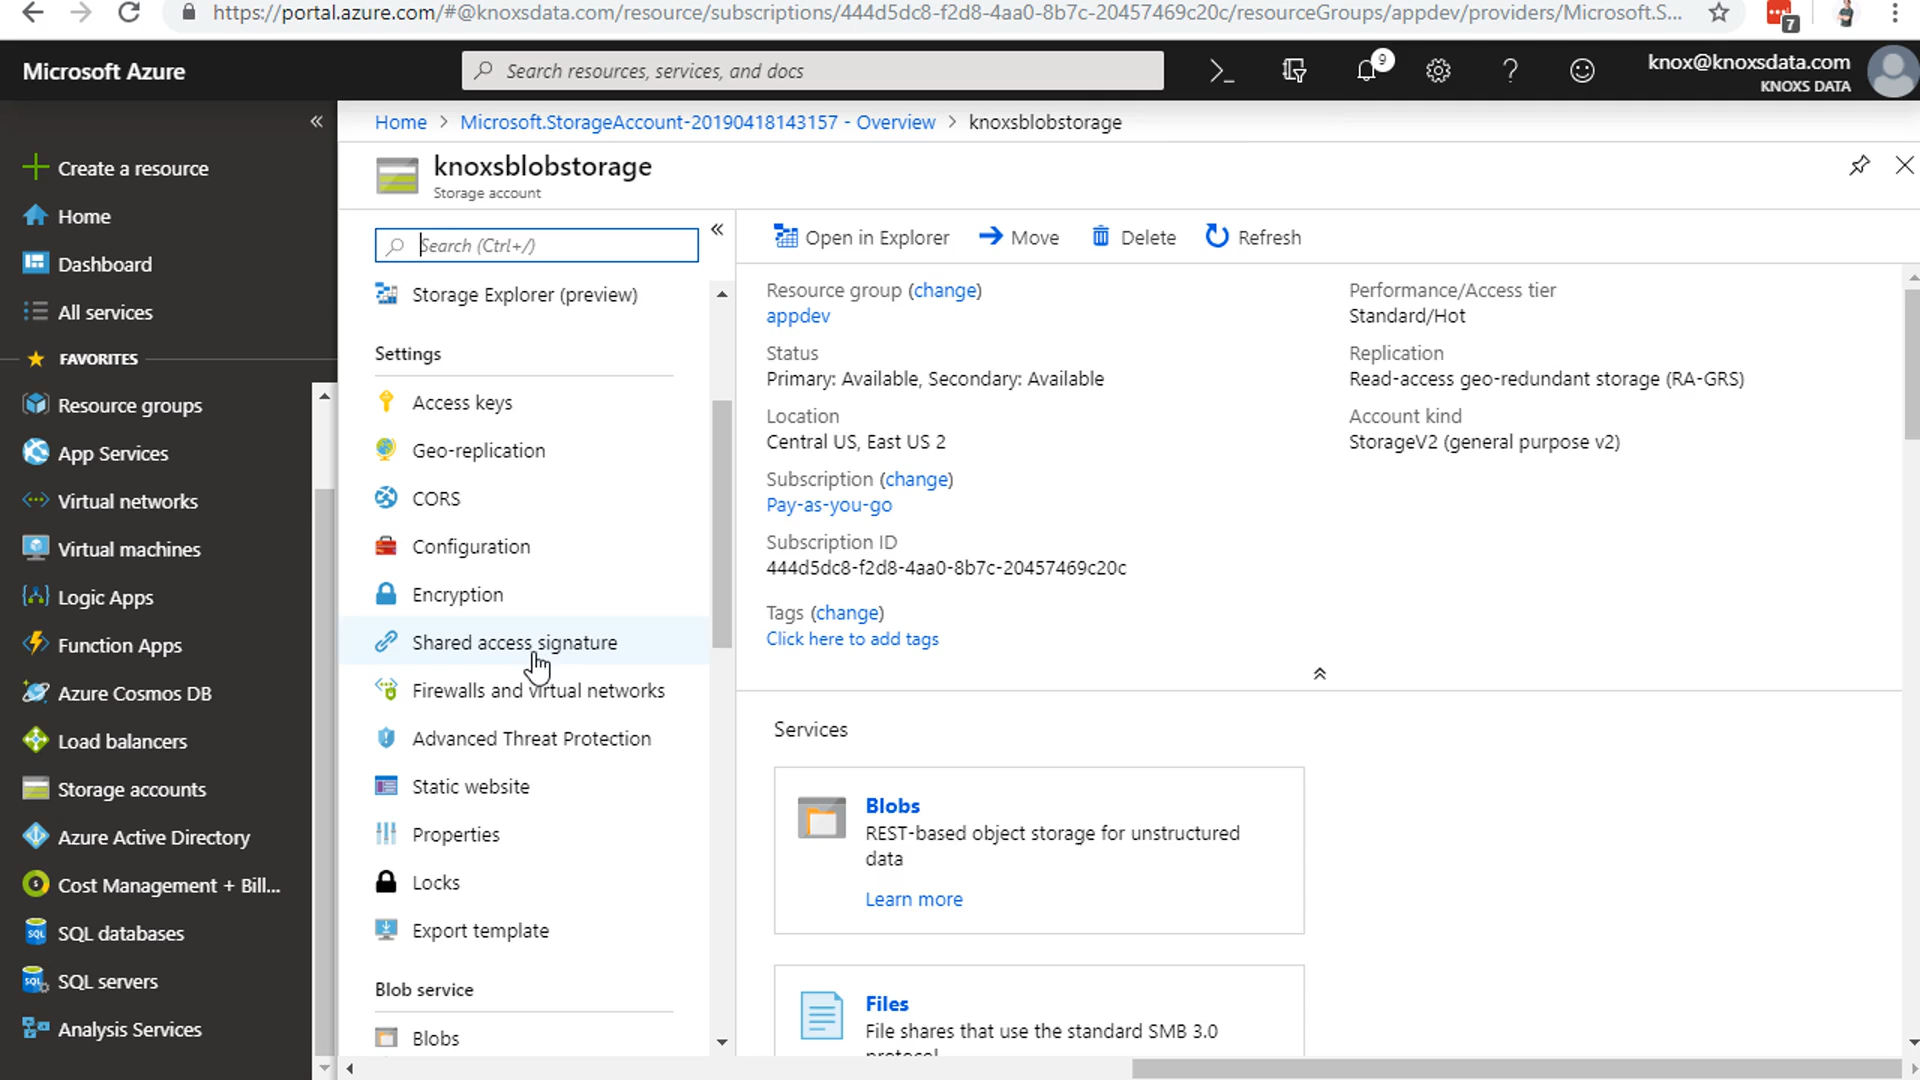 https://portal.azure.com/#@knoxsdata.com/resource/subscriptions/444d5dc8-f2d8-4aa0-8b7c-20457469c20c/resourceGroups/appdev/providers/Microsoft.S...
7
Microsoft Azure
Search resources, services, and docs
9
knox@knoxsdata.com
KNOXS DATA
Home > Microsoft.StorageAccount-20190418143157 - Overview > knoxsblobstorage
knoxsblobstorage
Storage account
Create a resource
Home
Dashboard
All services
FAVORITES
Resource groups
App Services
Virtual networks
Virtual machines
Logic Apps
Function Apps
Azure Cosmos DB
Load balancers
Storage accounts
Azure Active Directory
Cost Management + Bill...
SQL databases
SQL servers
Analysis Services
Search (Ctrl+/)
Storage Explorer (preview)
Settings
Access keys
Geo-replication
CORS
Configuration
Encryption
Shared access signature
Firewalls and virtual networks
Advanced Threat Protection
Static website
Properties
Locks
Export template
Blob service
Blobs
Open in Explorer
Move
Delete
Refresh
Resource group (change)
appdev
Status
Primary: Available, Secondary: Available
Location
Central US, East US 2
Subscription (change)
Pay-as-you-go
Subscription ID
444d5dc8-f2d8-4aa0-8b7c-20457469c20c
Tags (change)
Click here to add tags
Performance/Access tier
Standard/Hot
Replication
Read-access geo-redundant storage (RA-GRS)
Account kind
StorageV2 (general purpose v2)
Services
Blobs
REST-based object storage for unstructured
data
Learn more
Files
File shares that use the standard SMB 3.0
protocol